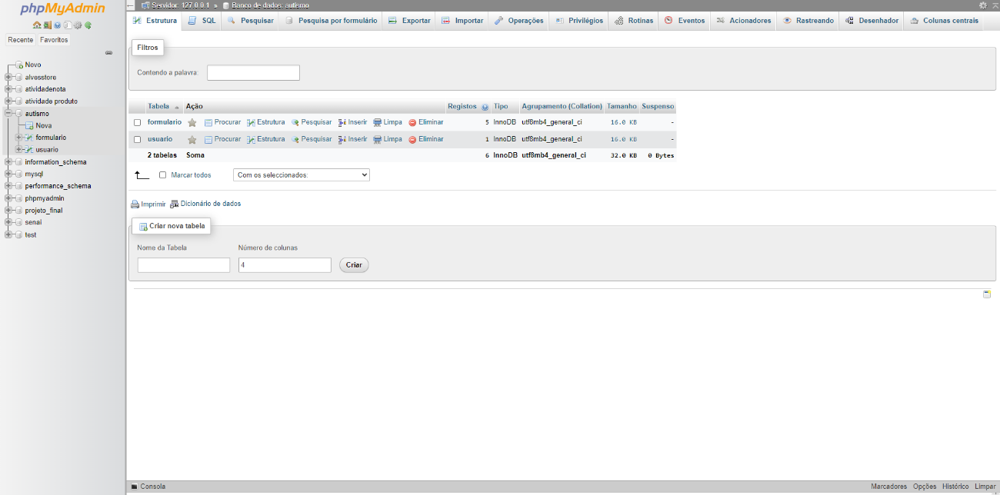 phpMyAdmin
Recente Favoritos
Novo
alvesstore
atividadenota
atividade produto
autismo
Nova
formulario
usuario
information_schema
mysql
performance_schema
phpmyadmin
projeto_final
senai
test
Servidor: 127.0.0.1 » Banco de dados: autismo
Estrutura SQL Pesquisar Pesquisa por formulário Exportar Importar Operações Privilégios Rotinas Eventos Acionadores Rastreando Desenhador Colunas centrais
Filtros
Contendo a palavra:
Tabela Ação Registos Tipo Agrupamento (Collation) Tamanho Suspenso
formulario Procurar Estrutura Pesquisar Inserir Limpa Eliminar 5 InnoDB utf8mb4_general_ci 16.0 KB -
usuario Procurar Estrutura Pesquisar Inserir Limpa Eliminar 1 InnoDB utf8mb4_general_ci 16.0 KB -
2 tabelas Soma 6 InnoDB utf8mb4_general_ci 32.0 KB 0 Bytes
Marcar todos Com os seleccionados:
Imprimir Dicionário de dados
Criar nova tabela
Nome da Tabela Número de colunas
4 Criar
Consola Marcadores Opções Histórico Limpar